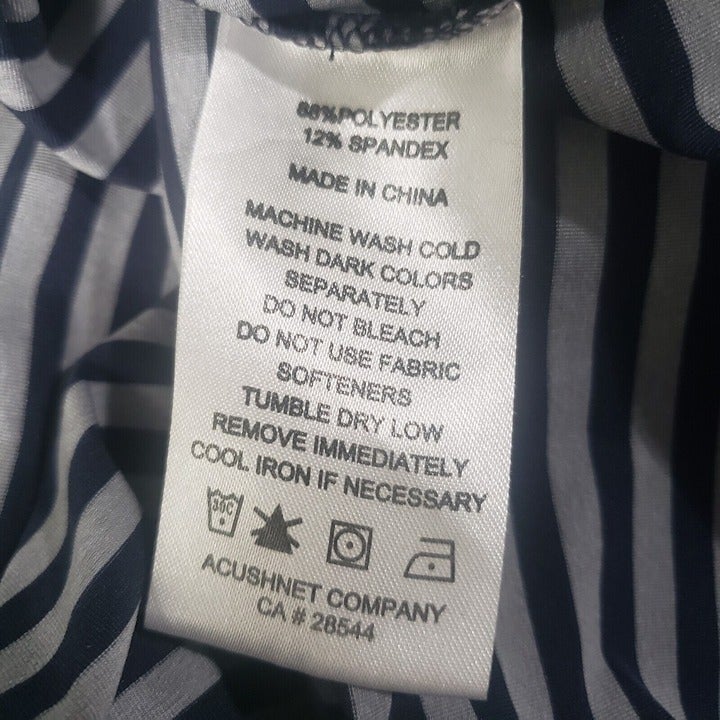 88%POLYESTER
12% SPANDEX
MADE IN CHINA
MACHINE WASH COLD
WASH DARK COLORS
SEPARATELY
DO NOT BLEACH
DO NOT USE FABRIC
SOFTENERS
TUMBLE DRY LOW
REMOVE IMMEDIATELY
COOL IRON IF NECESSARY
30C
ACUSHNET COMPANY
CA # 28544